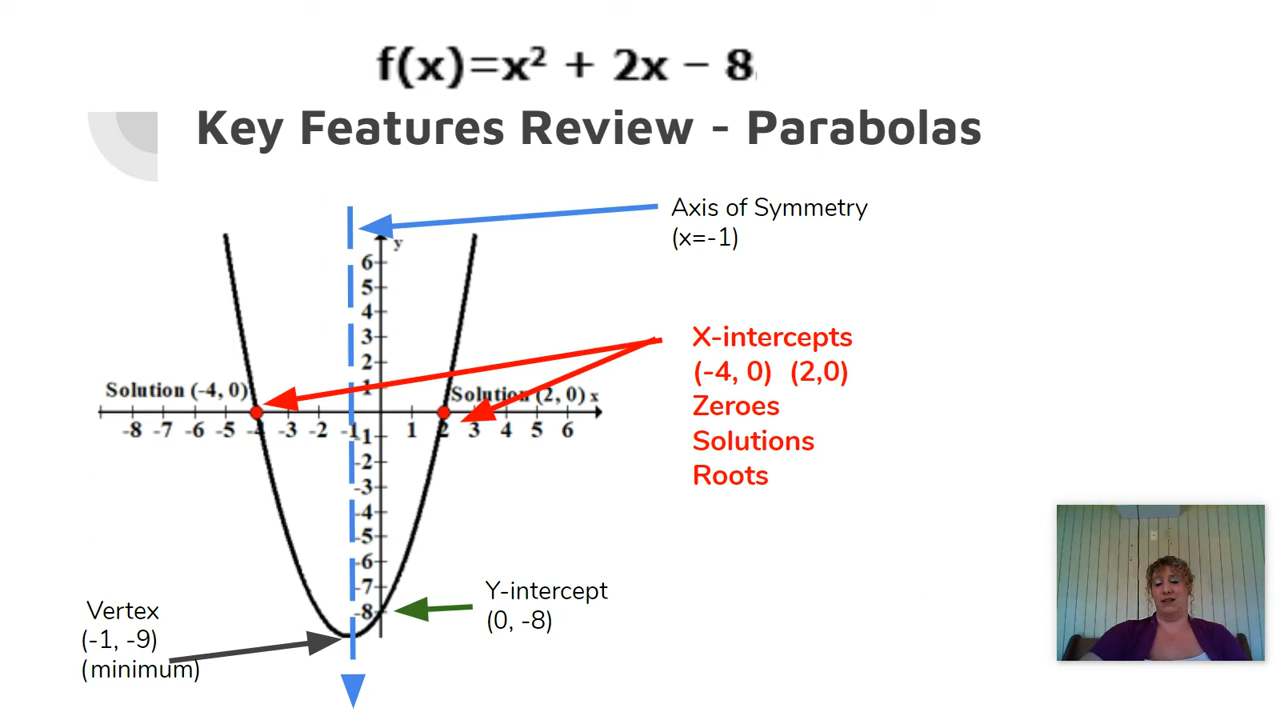 f(x)=x² + 2x − 8
Key Features Review - Parabolas
Axis of Symmetry
(x=-1)
y
6
5
4
3
2
1
X-intercepts
(-4, 0) (2,0)
Zeroes
Solutions
Roots
Solution (-4, 0)
Solution (2, 0) x
-8 -7 -6 -5 -4 -3 -2 -1 1 2 3 4 5 6
-1
-2
-3
-4
-5
-6
-7
-8
Y-intercept
(0, -8)
Vertex
(-1, -9)
(minimum)